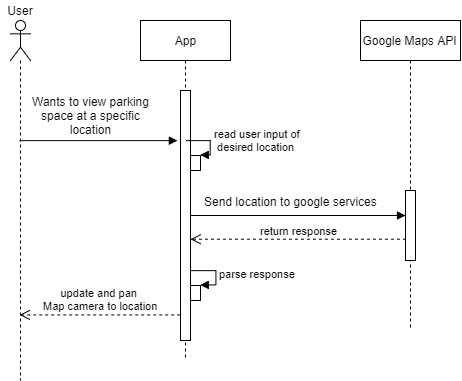 User
App
Google Maps API
Wants to view parking
space at a specific
location
read user input of
desired location
Send location to google services
return response
parse response
update and pan
Map camera to location